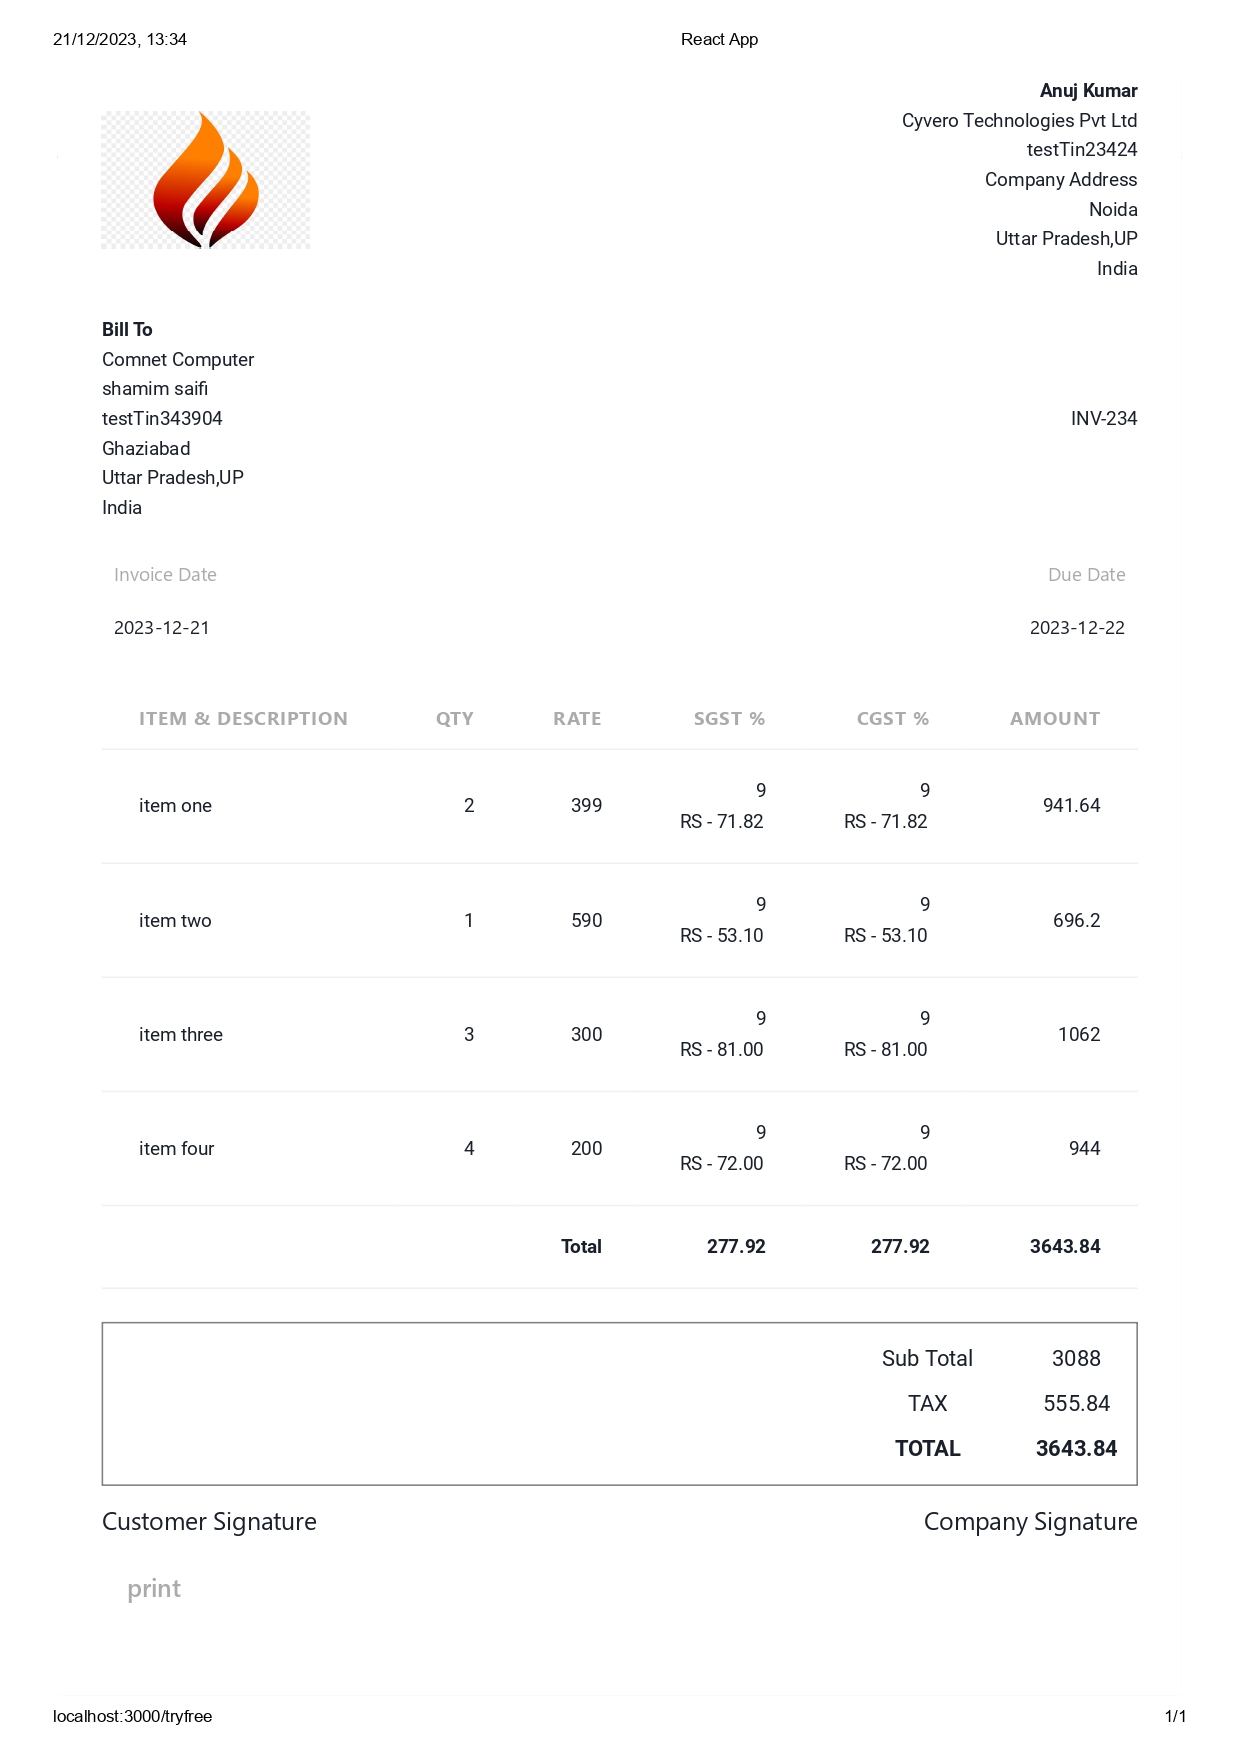 21/12/2023, 13:34 React App
Anuj Kumar
Cyvero Technologies Pvt Ltd
testTin23424
Company Address
Noida
Uttar Pradesh,UP
India
Bill To
Comnet Computer
shamim saifi
testTin343904 INV-234
Ghaziabad
Uttar Pradesh,UP
India
Invoice Date Due Date
2023-12-21 2023-12-22
ITEM & DESCRIPTION QTY RATE SGST % CGST % AMOUNT
9 9
item one 2 399 941.64
RS - 71.82 RS - 71.82
9 9
item two 1 590 696.2
RS - 53.10 RS - 53.10
9 9
item three 3 300 1062
RS - 81.00 RS - 81.00
9 9
item four 4 200 944
RS - 72.00 RS - 72.00
Total 277.92 277.92 3643.84
Sub Total 3088
TAX 555.84
TOTAL 3643.84
Customer Signature Company Signature
print
localhost:3000/tryfree 1/1